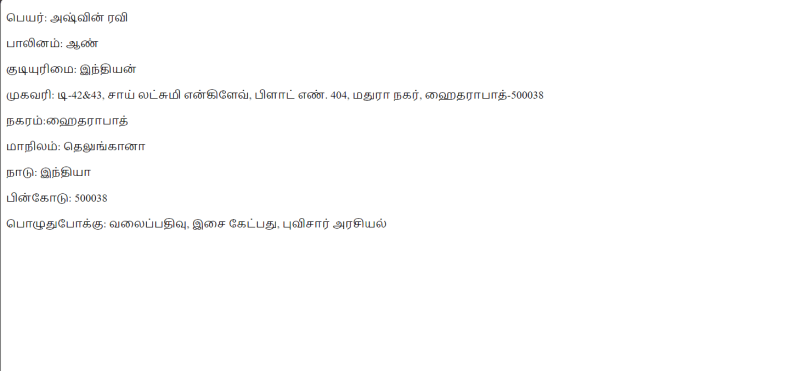 பெயர்: அஷ்வின் ரவி
பாலினம்: ஆண்
குடியுரிமை: இந்தியன்
முகவரி: டி-42&43, சாய் லட்சுமி என்கிளேவ், பிளாட் எண். 404, மதுரா நகர், ஹைதராபாத்-500038
நகரம்:ஹைதராபாத்
மாநிலம்: தெலுங்கானா
நாடு: இந்தியா
பின்கோடு: 500038
பொழுதுபோக்கு: வலைப்பதிவு, இசை கேட்பது, புவிசார் அரசியல்